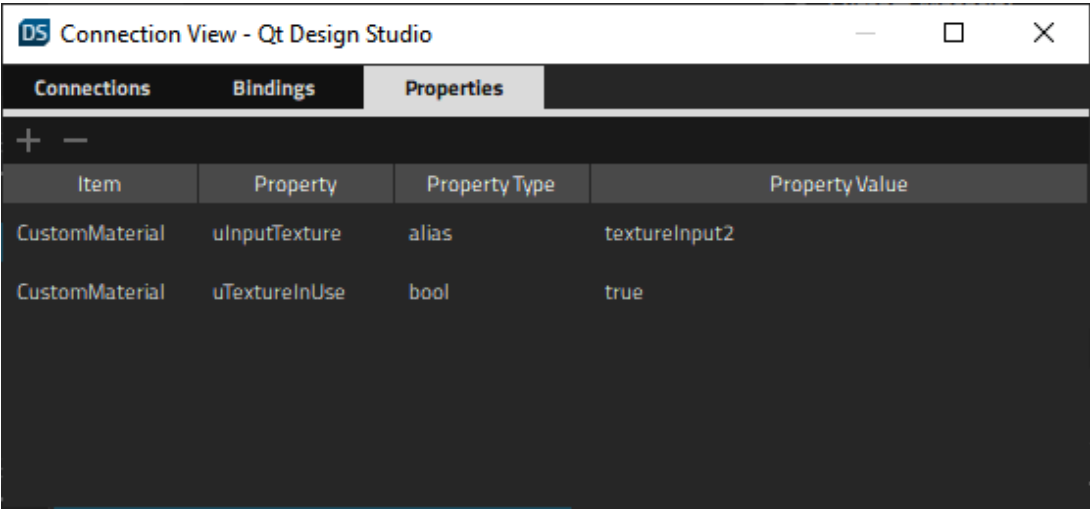 DS Connection View - Qt Design Studio
Connections Bindings Properties
Item Property Property Type Property Value
CustomMaterial uInputTexture alias textureInput2
CustomMaterial uTextureInUse bool true